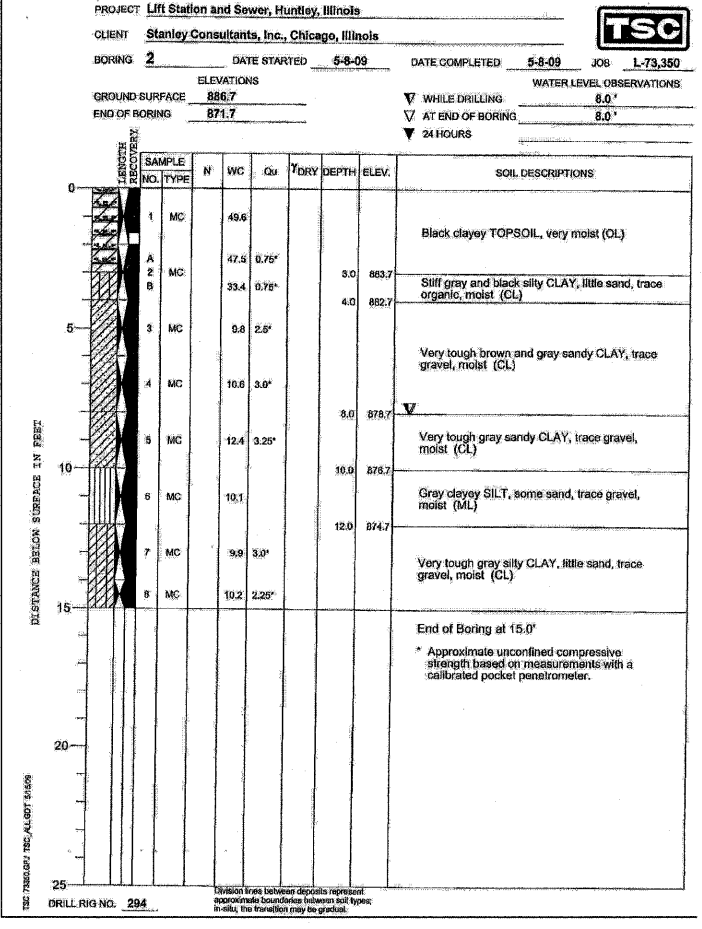 PROJECT Lift Station and Sewer, Huntley, Illinois
TSC
CLIENT Stanley Consultants, Inc., Chicago, Illinois
BORING 2 DATE STARTED 5-8-09 DATE COMPLETED 5-8-09 JOB L-73,350
ELEVATIONS WATER LEVEL OBSERVATIONS
GROUND SURFACE 886.7 WHILE DRILLING 8.0'
END OF BORING 871.7 AT END OF BORING 8.0'
24 HOURS
LENGTH RECOVERY SAMPLE NO. TYPE N WC Qu γDRY DEPTH ELEV. SOIL DESCRIPTIONS
0
1 MC 49.6
Black clayey TOPSOIL, very moist (OL)
A 47.5 0.75*
2 MC 3.0 883.7
B 33.4 0.75* Stiff gray and black silty CLAY, little sand, trace
organic, moist (CL)
4.0 882.7
5 3 MC 9.8 2.5*
Very tough brown and gray sandy CLAY, trace
gravel, moist (CL)
4 MC 10.6 3.0*
8.0 878.7
5 MC 12.4 3.25* Very tough gray sandy CLAY, trace gravel,
moist (CL)
10 10.0 876.7
6 MC 10.1 Gray clayey SILT, some sand, trace gravel,
moist (ML)
12.0 874.7
7 MC 9.9 3.0* Very tough gray silty CLAY, little sand, trace
gravel, moist (CL)
8 MC 10.2 2.25*
15
End of Boring at 15.0'
* Approximate unconfined compressive
strength based on measurements with a
calibrated pocket penetrometer.
20
25
DISTANCE BELOW SURFACE IN FEET
TSC 73350.GPJ TSC_ALL.GDT 5/15/09
DRILL RIG NO. 294
Division lines between deposits represent
approximate boundaries between soil types;
in-situ, the transition may be gradual.